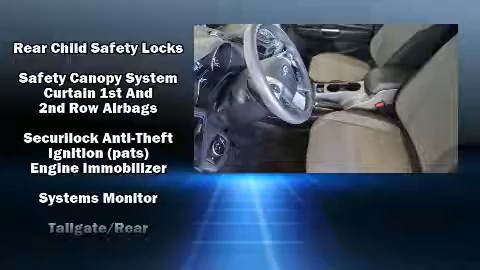 Rear Child Safety Locks
Safety Canopy System
Curtain 1st And
2nd Row Airbags
Securilock Anti-Theft
Ignition (pats)
Engine Immobilizer
Systems Monitor
Tailgate/Rear